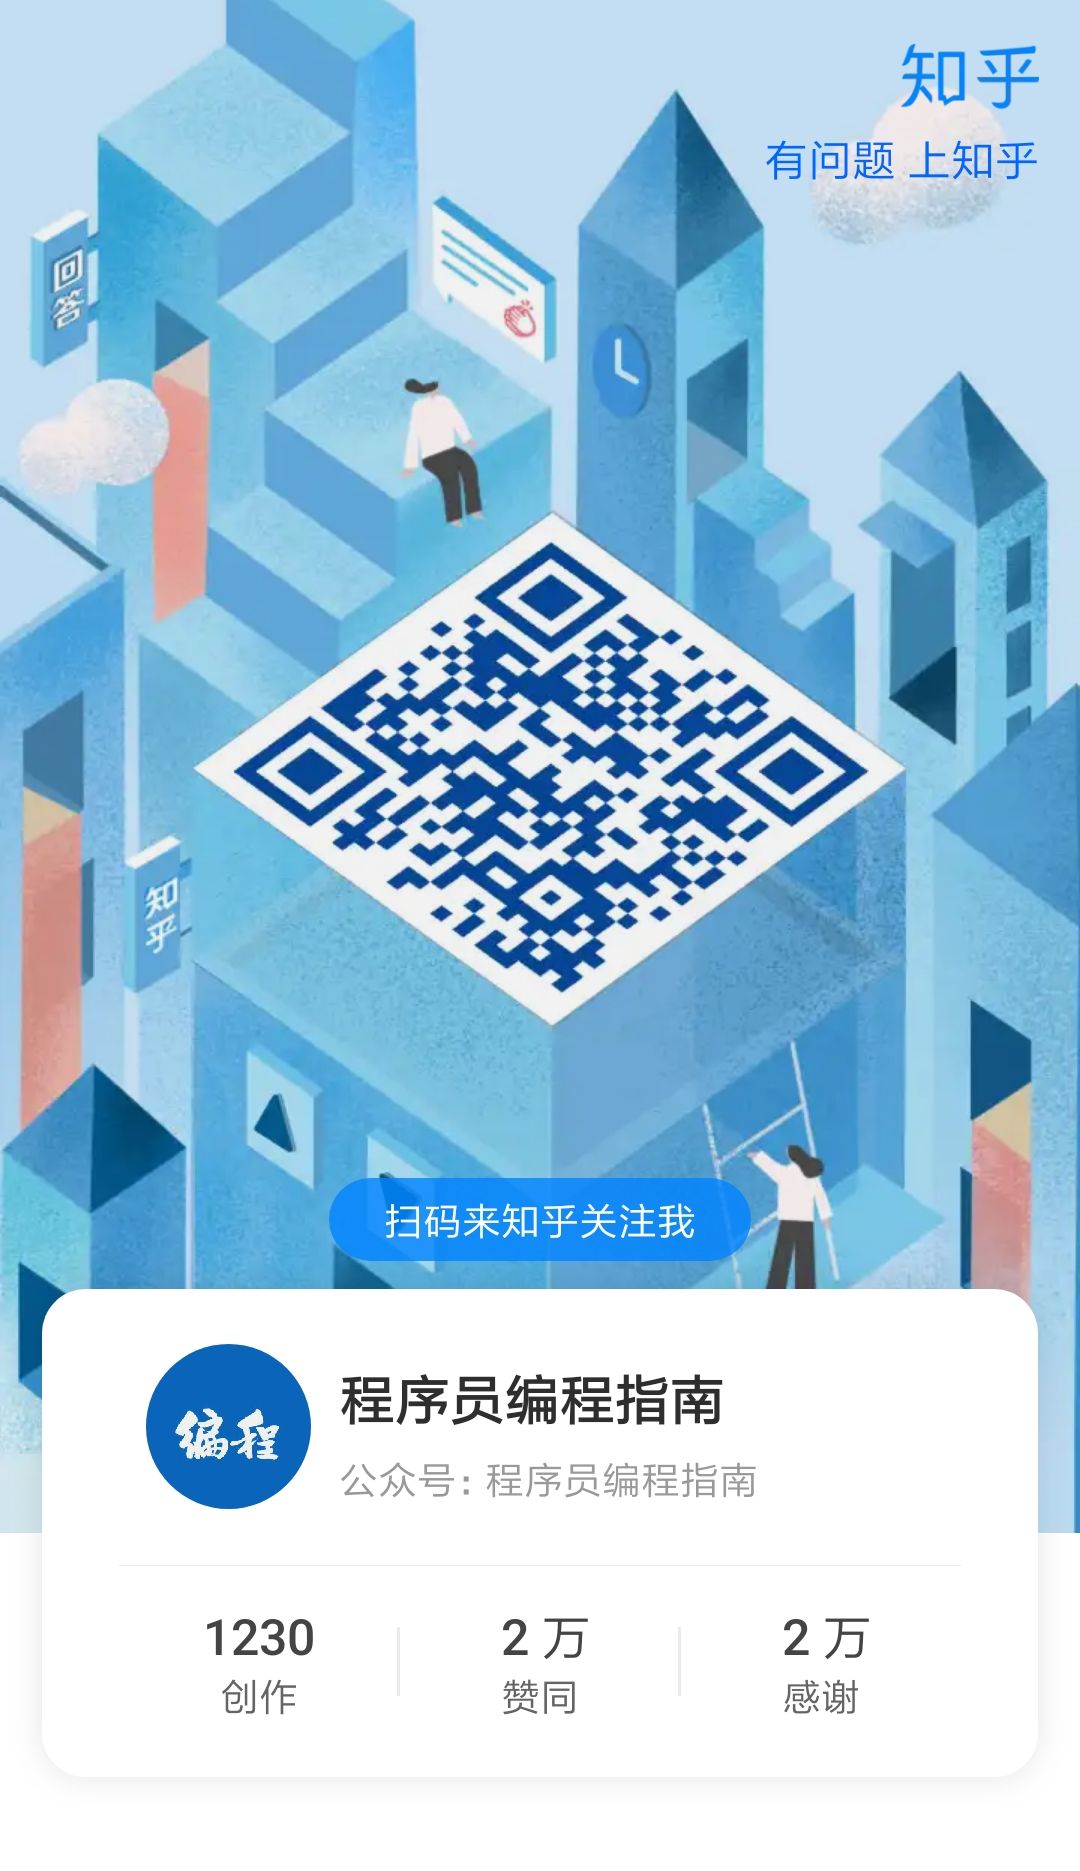 知乎
有问题 上知乎
回答
知乎
扫码来知乎关注我
编程
程序员编程指南
公众号: 程序员编程指南
1230
创作
2 万
赞同
2 万
感谢